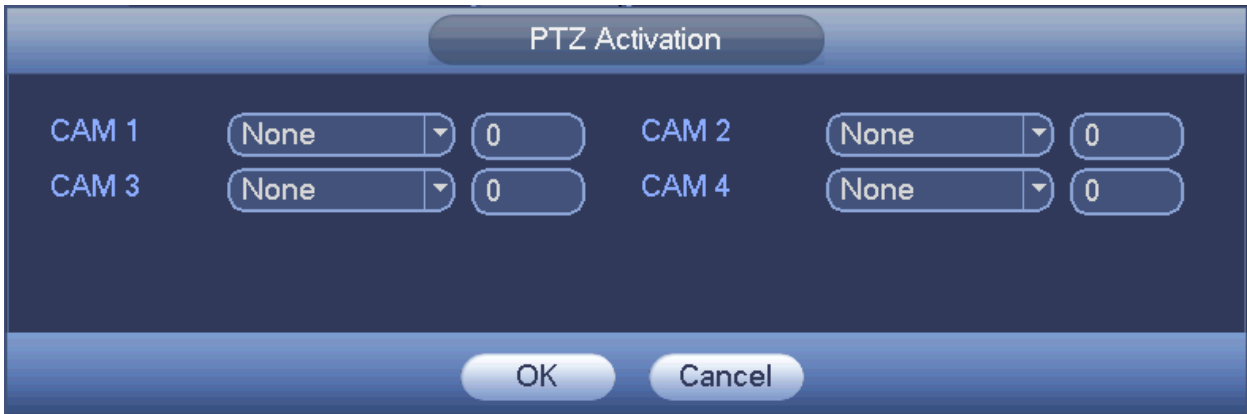 PTZ Activation
CAM 1 None 0 CAM 2 None 0
CAM 3 None 0 CAM 4 None 0
OK Cancel